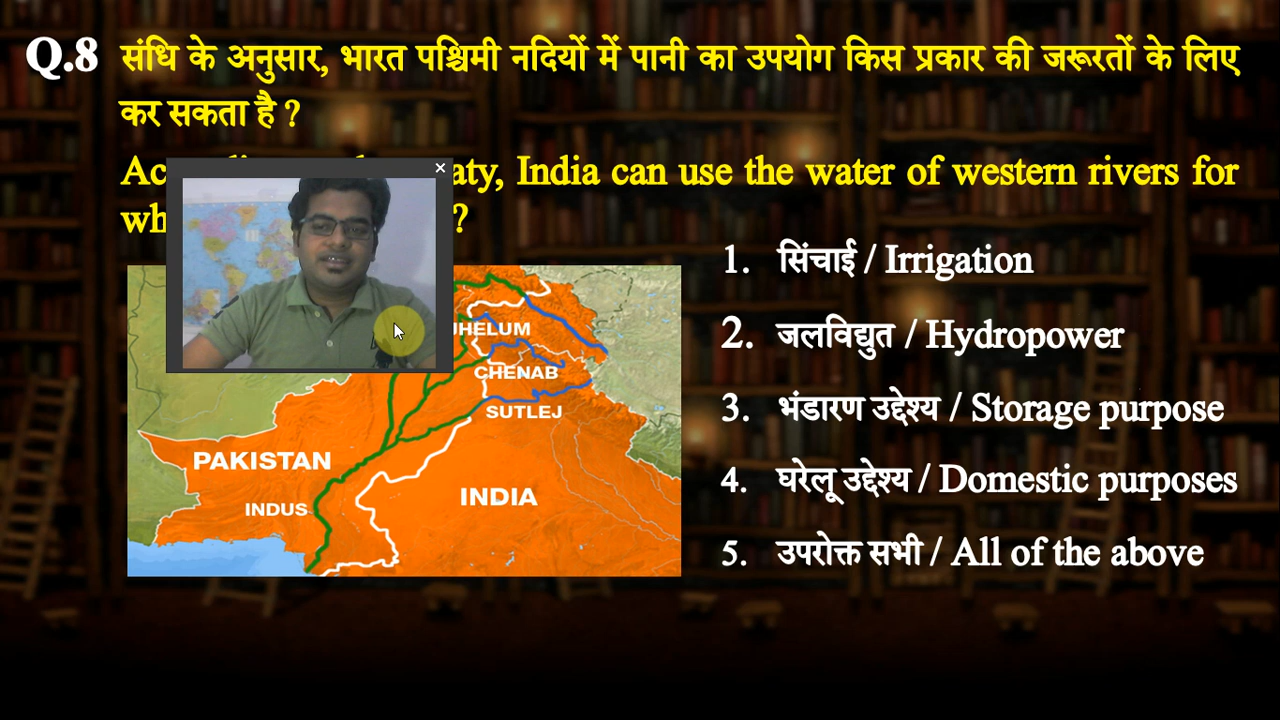 Q.8 संधि के अनुसार, भारत पश्चिमी नदियों में पानी का उपयोग किस प्रकार की जरूरतों के लिए
कर सकता है ?
India can use the water of western rivers for
?
1. सिंचाई / Irrigation
2. जलविद्युत / Hydropower
3. भंडारण उद्देश्य / Storage purpose
4. घरेलू उद्देश्य / Domestic purposes
5. उपरोक्त सभी / All of the above
JHELUM
CHENAB
SUTLEJ
PAKISTAN
INDIA
INDUS